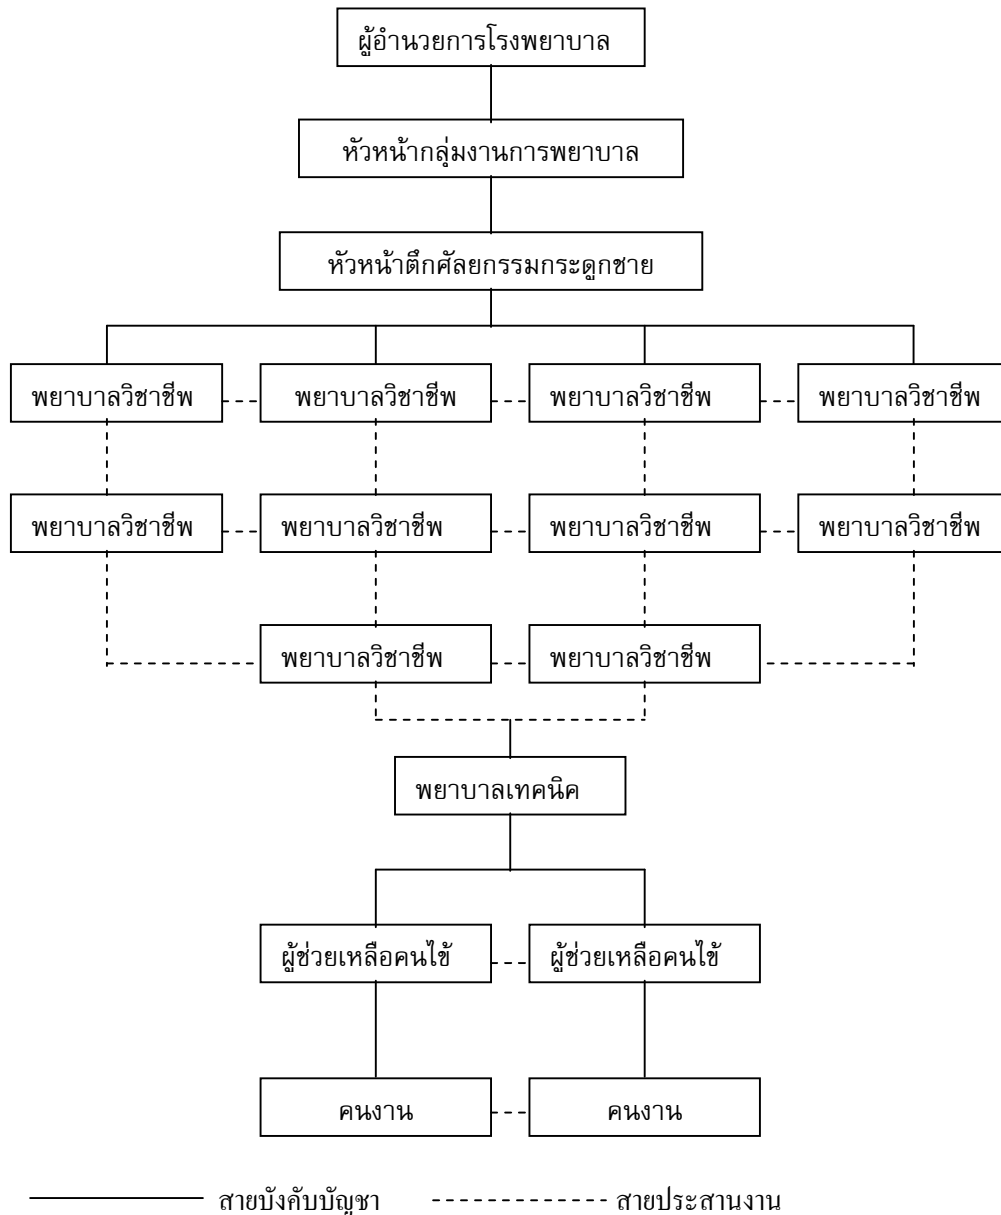 ผู้อำนวยการโรงพยาบาล
หัวหน้ากลุ่มงานการพยาบาล
หัวหน้าตึกศัลยกรรมกระดูกชาย
พยาบาลวิชาชีพ พยาบาลวิชาชีพ พยาบาลวิชาชีพ พยาบาลวิชาชีพ
พยาบาลวิชาชีพ พยาบาลวิชาชีพ พยาบาลวิชาชีพ พยาบาลวิชาชีพ
พยาบาลวิชาชีพ พยาบาลวิชาชีพ
พยาบาลเทคนิค
ผู้ช่วยเหลือคนไข้ ผู้ช่วยเหลือคนไข้
คนงาน คนงาน
สายบังคับบัญชา สายประสานงาน